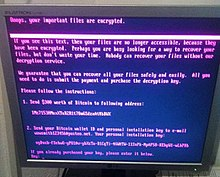 Ooops, your important files are encrypted.
If you see this text, then your files are no longer accessible, because they
have been encrypted. Perhaps you are busy looking for a way to recover your
files, but don't waste your time. Nobody can recover your files without our
decryption service.
We guarantee that you can recover all your files safely and easily. All you
need to do is submit the payment and purchase the decryption key.
Please follow the instructions:
1. Send $300 worth of Bitcoin to following address:
2. Send your Bitcoin wallet ID and personal installation key to e-mail
If you already purchased your key, please enter it below.
Key: